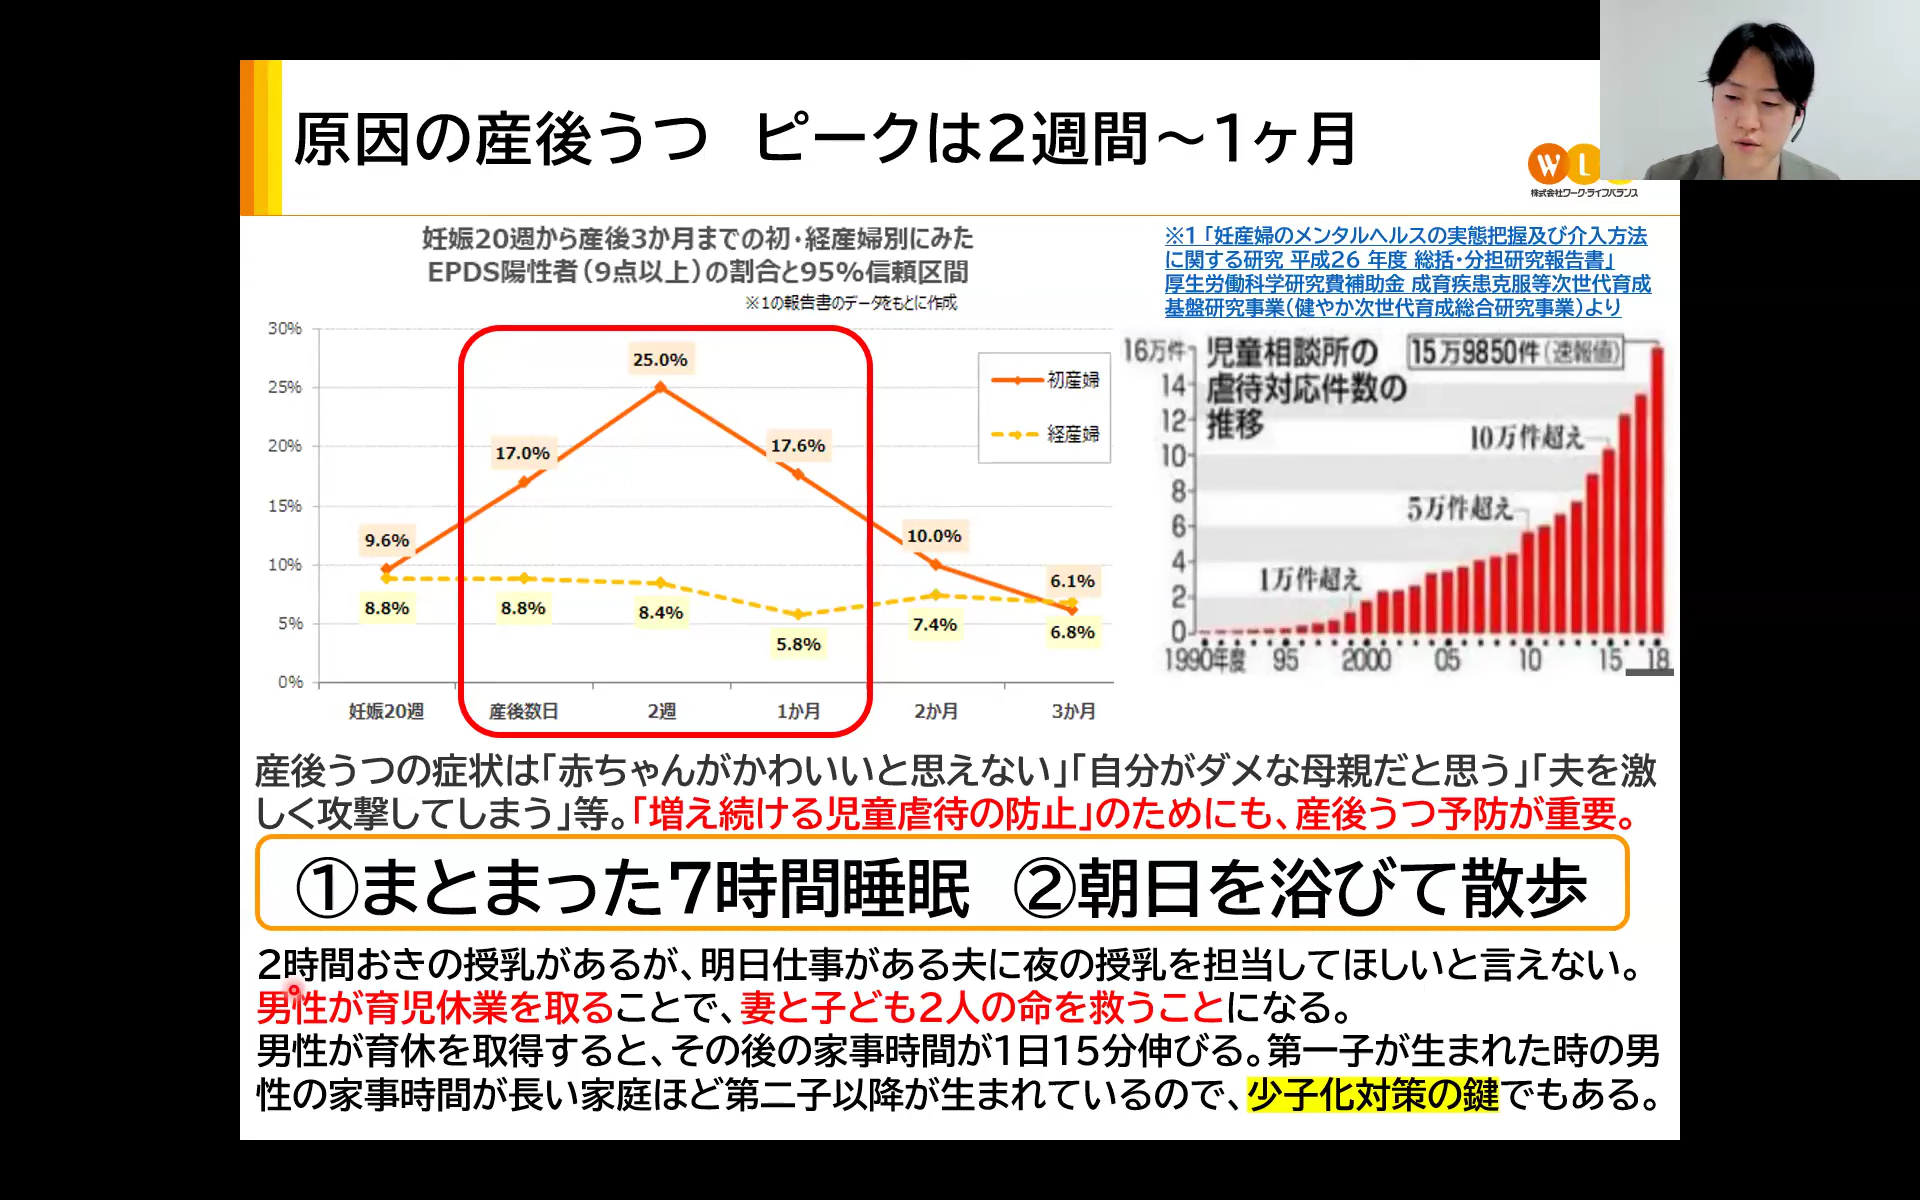 原因の産後うつ　ピークは2週間～1ヶ月
W L
株式会社ワーク・ライフバランス
妊娠20週から産後3か月までの初・経産婦別にみた
EPDS陽性者（9点以上）の割合と95%信頼区間
※1の報告書のデータをもとに作成
30%
25%
20%
15%
10%
5%
0%
9.6%
17.0%
25.0%
17.6%
10.0%
6.1%
8.8%
8.8%
8.4%
5.8%
7.4%
6.8%
初産婦
経産婦
妊娠20週
産後数日
2週
1か月
2か月
3か月
※1「妊産婦のメンタルヘルスの実態把握及び介入方法
に関する研究 平成26 年度 総括・分担研究報告書」
厚生労働科学研究費補助金 成育疾患克服等次世代育成
基盤研究事業（健やか次世代育成総合研究事業）より
児童相談所の
虐待対応件数の
推移
15万9850件（速報値）
16万件
14
12
10
8
6
4
2
0
10万件超え
5万件超え
1万件超え
1990年度 95 2000 05 10 15 18
産後うつの症状は「赤ちゃんがかわいいと思えない」「自分がダメな母親だと思う」「夫を激
しく攻撃してしまう」等。「増え続ける児童虐待の防止」のためにも、産後うつ予防が重要。
①まとまった7時間睡眠　②朝日を浴びて散歩
2時間おきの授乳があるが、明日仕事がある夫に夜の授乳を担当してほしいと言えない。
男性が育児休業を取ることで、妻と子ども2人の命を救うことになる。
男性が育休を取得すると、その後の家事時間が1日15分伸びる。第一子が生まれた時の男
性の家事時間が長い家庭ほど第二子以降が生まれているので、少子化対策の鍵でもある。